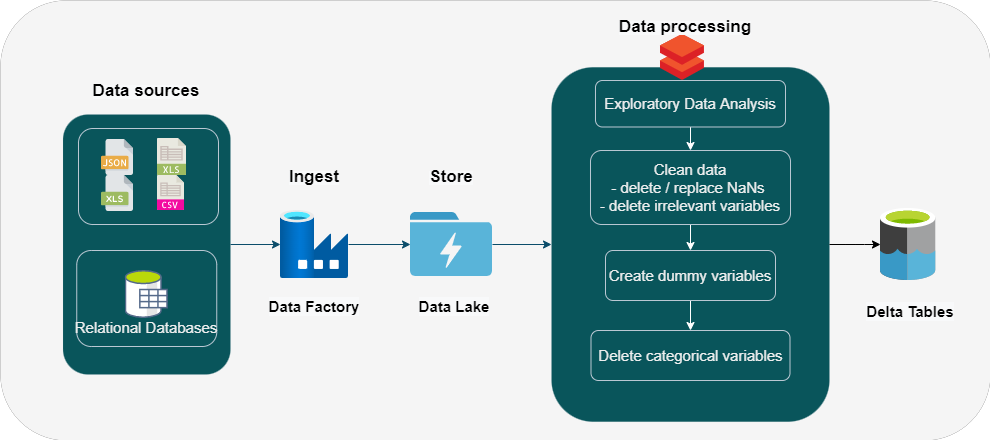 Data processing
Data sources
Exploratory Data Analysis
JSON
XLS
XLS
CSV
Ingest
Store
Clean data
- delete / replace NaNs
- delete irrelevant variables
Create dummy variables
Data Factory
Data Lake
Delta Tables
Relational Databases
Delete categorical variables